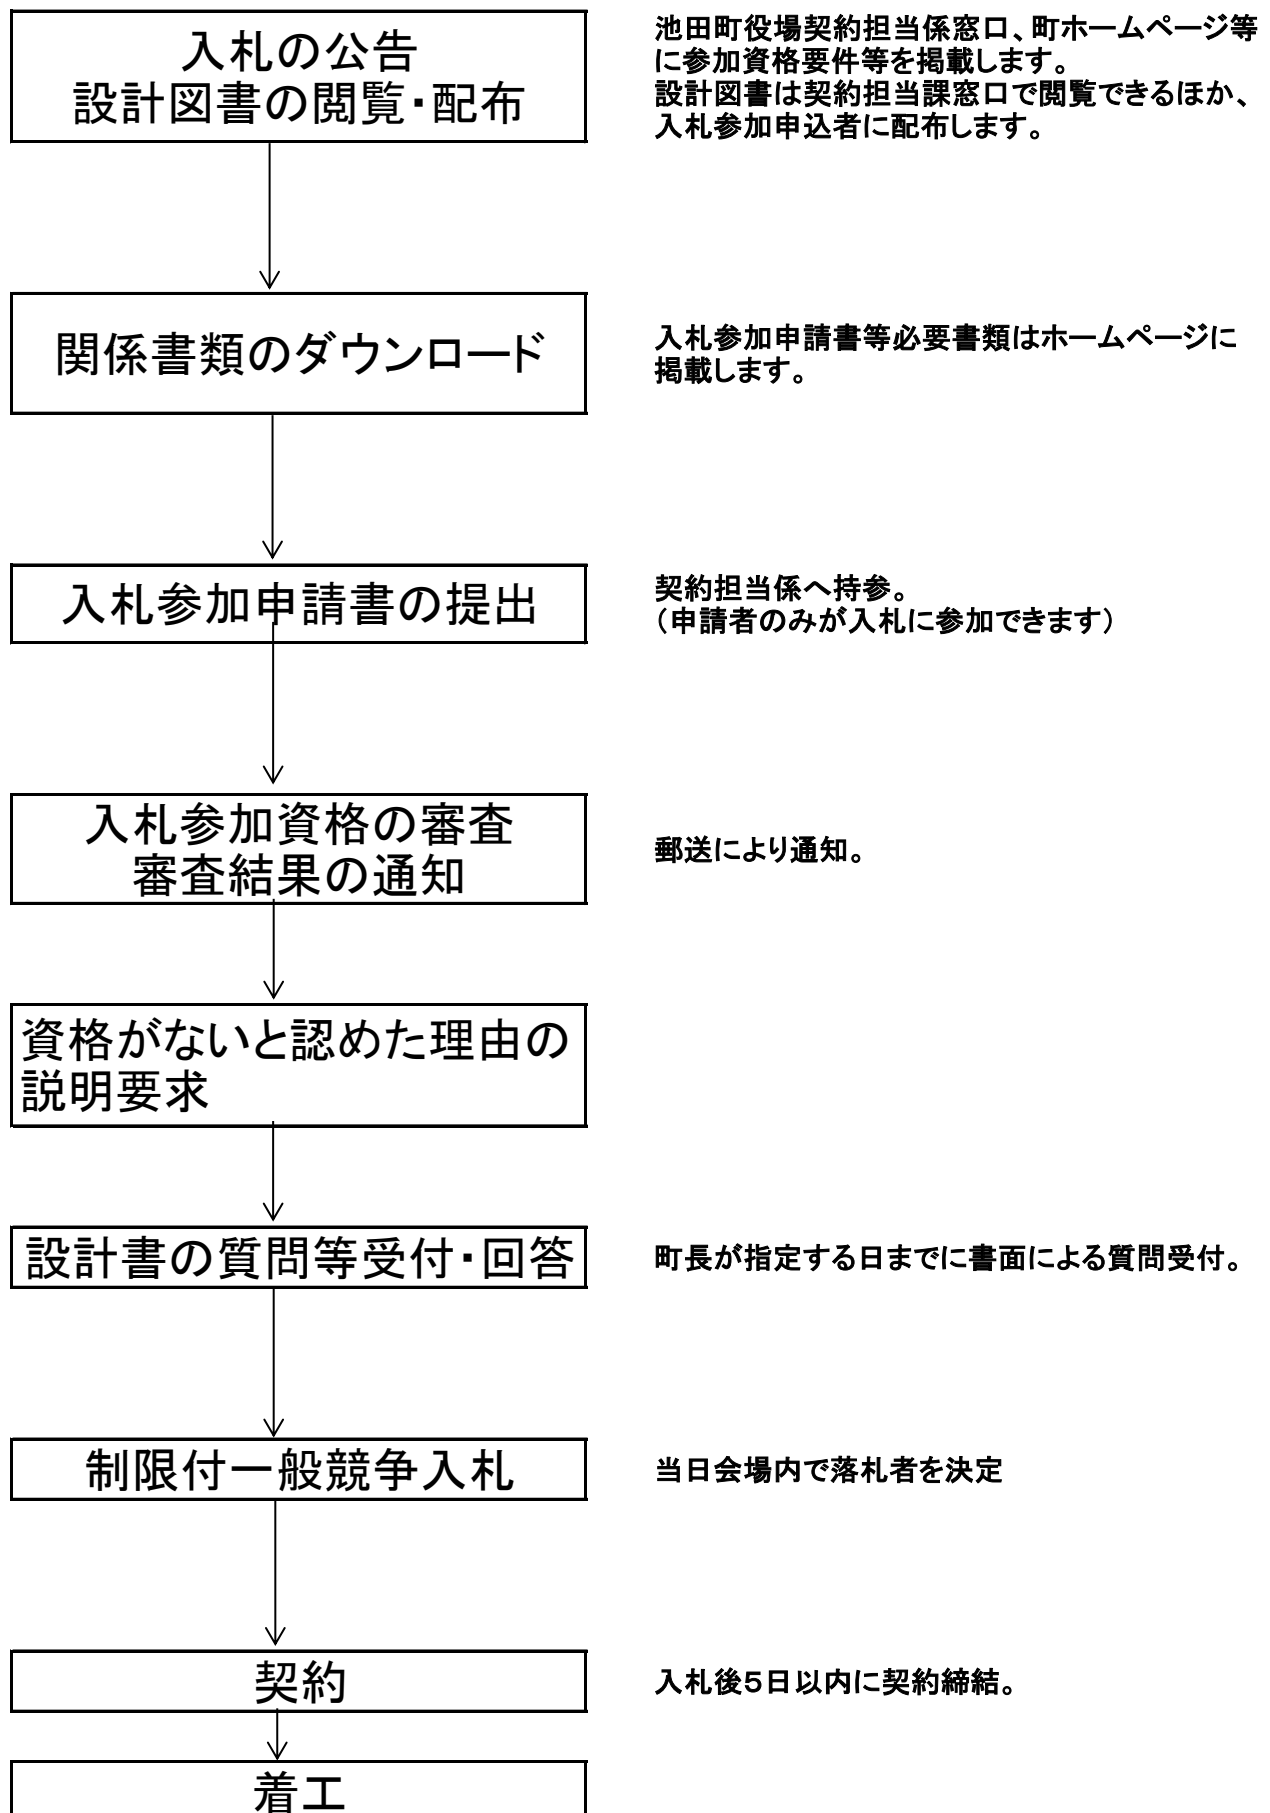 入札の公告
設計図書の閲覧・配布
池田町役場契約担当係窓口、町ホームページ等
に参加資格要件等を掲載します。
設計図書は契約担当課窓口で閲覧できるほか、
入札参加申込者に配布します。
関係書類のダウンロード
入札参加申請書等必要書類はホームページに
掲載します。
入札参加申請書の提出
契約担当係へ持参。
（申請者のみが入札に参加できます）
入札参加資格の審査
審査結果の通知
郵送により通知。
資格がないと認めた理由の
説明要求
設計書の質問等受付・回答
町長が指定する日までに書面による質問受付。
制限付一般競争入札
当日会場内で落札者を決定
契約
入札後5日以内に契約締結。
着工